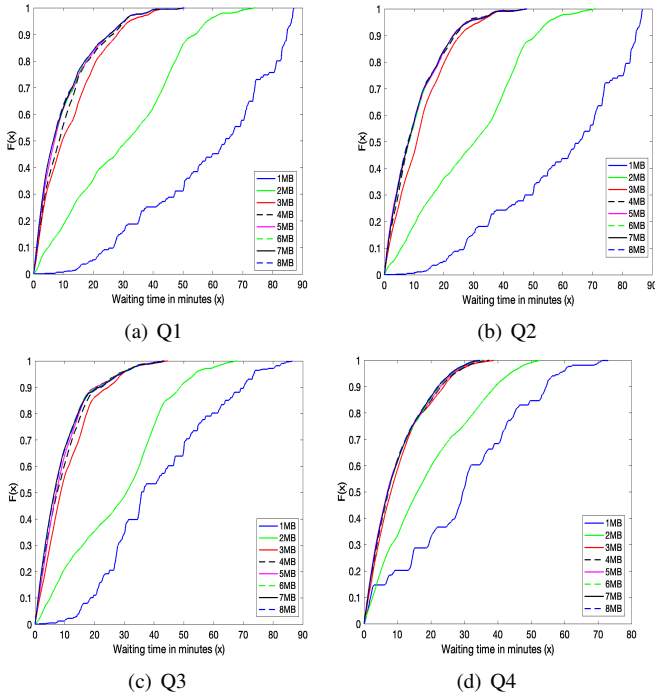 1
0.9
0.8
0.7
0.6
0.5
0.4
0.3
0.2
0.1
0
F(x)
1MB
2MB
3MB
4MB
5MB
6MB
7MB
8MB
0 10 20 30 40 50 60 70 80 90
Waiting time in minutes (x)
(a) Q1
1
0.9
0.8
0.7
0.6
0.5
0.4
0.3
0.2
0.1
0
F(x)
1MB
2MB
3MB
4MB
5MB
6MB
7MB
8MB
0 10 20 30 40 50 60 70 80 90
Waiting time in minutes (x)
(b) Q2
1
0.9
0.8
0.7
0.6
0.5
0.4
0.3
0.2
0.1
0
F(x)
1MB
2MB
3MB
4MB
5MB
6MB
7MB
8MB
0 10 20 30 40 50 60 70 80 90
Waiting time in minutes (x)
(c) Q3
1
0.9
0.8
0.7
0.6
0.5
0.4
0.3
0.2
0.1
0
F(x)
1MB
2MB
3MB
4MB
5MB
6MB
7MB
8MB
0 10 20 30 40 50 60 70 80
Waiting time in minutes (x)
(d) Q4